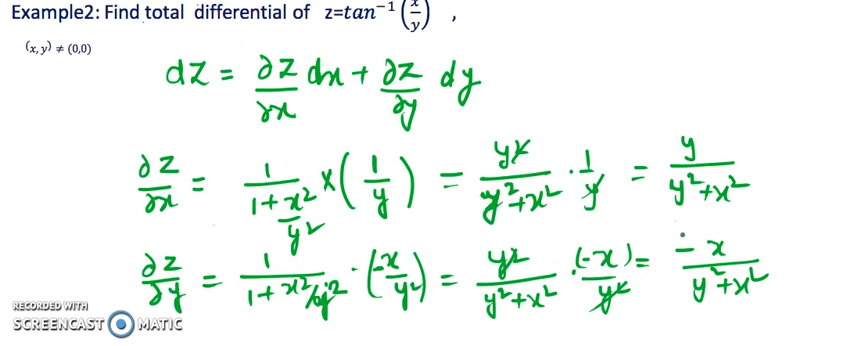 Example2: Find total differential of z=tan⁻¹(x/y) ,
(x, y) ≠ (0,0)
dz = ∂z/∂x dx + ∂z/∂y dy
∂z/∂x = 1/(1+x²/y²) × (1/y) = y²/(y²+x²) · 1/y = y/(y²+x²)
∂z/∂y = 1/(1+x²/y²) · (-x/y²) = y²/(y²+x²) · (-x)/y² = -x/(y²+x²)
RECORDED WITH
SCREENCAST MATIC